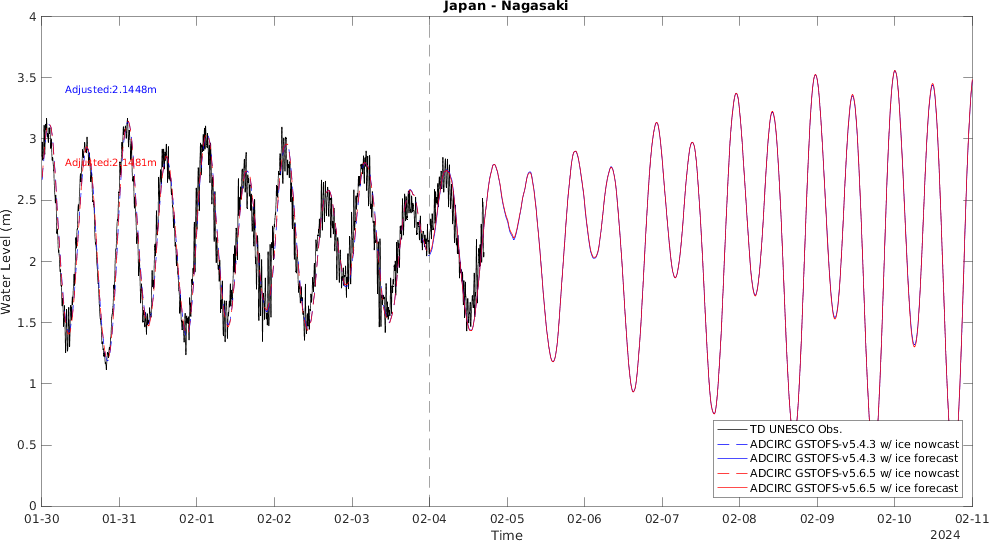 Japan - Nagasaki
4
3.5
3
2.5
2
1.5
1
0.5
0
Water Level (m)
Adjusted:2.1448m
Adjusted:2.1481m
TD UNESCO Obs.
ADCIRC GSTOFS-v5.4.3 w/ ice nowcast
ADCIRC GSTOFS-v5.4.3 w/ ice forecast
ADCIRC GSTOFS-v5.6.5 w/ ice nowcast
ADCIRC GSTOFS-v5.6.5 w/ ice forecast
01-30 01-31 02-01 02-02 02-03 02-04 02-05 02-06 02-07 02-08 02-09 02-10 02-11
Time
2024